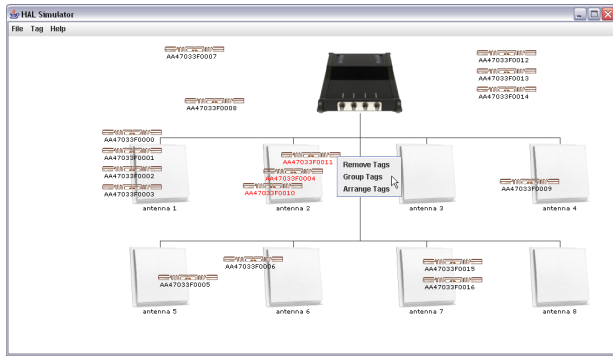 HAL Simulator
File Tag Help
AA47033F0007
AA47033F0012
AA47033F0013
AA47033F0014
AA47033F0008
AA47033F0000
AA47033F0001
AA47033F0002
AA47033F0003
AA47033F0011
AA47033F0004
AA47033F0010
Remove Tags
Group Tags
Arrange Tags
AA47033F0009
antenna 1
antenna 2
antenna 3
antenna 4
AA47033F0006
AA47033F0005
AA47033F0015
AA47033F0016
antenna 5
antenna 6
antenna 7
antenna 8